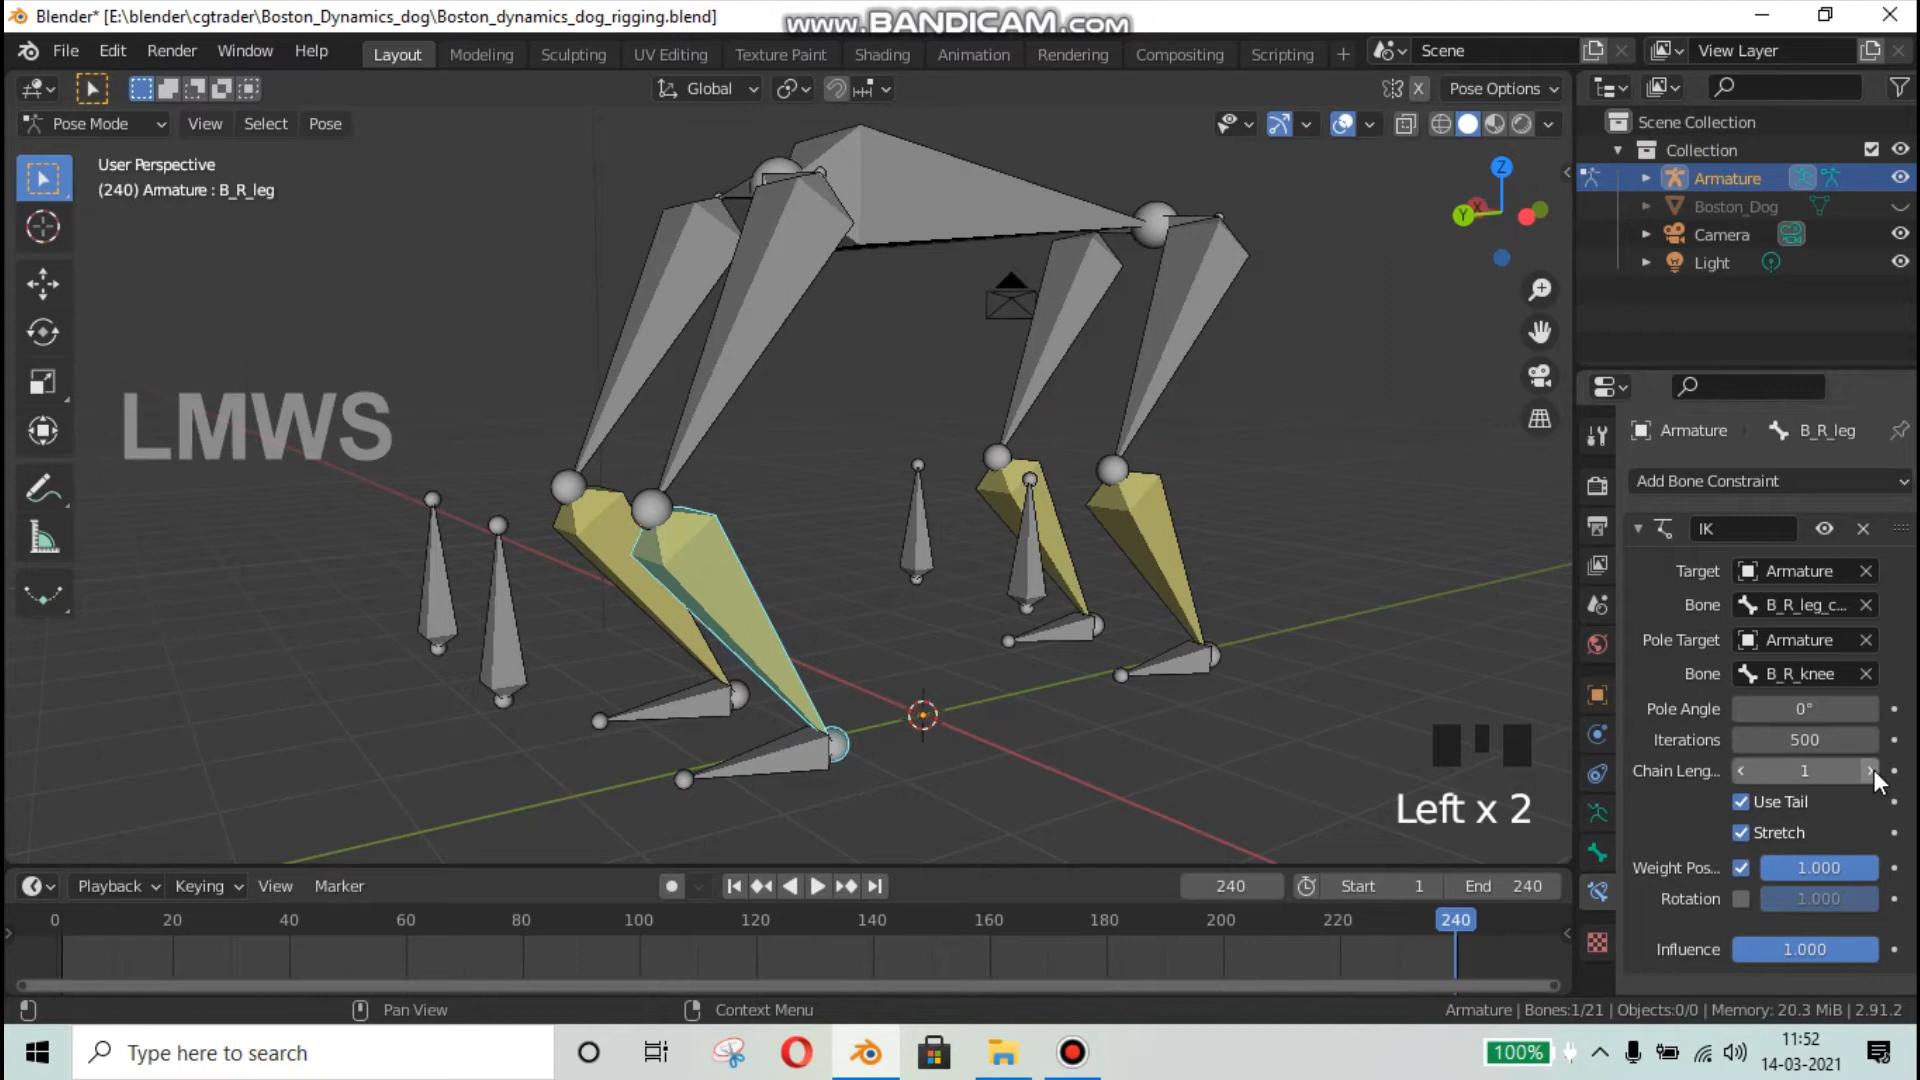 Blender* [E:\blender\cgtrader\Boston_Dynamics_dog\Boston_dynamics_dog_rigging.blend]
www.BANDICAM.com
File Edit Render Window Help
Layout Modeling Sculpting UV Editing Texture Paint Shading Animation Rendering Compositing Scripting +
Scene
View Layer
Global
X
Pose Options
Pose Mode View Select Pose
User Perspective
(240) Armature : B_R_leg
Z
Y
X
LMWS
Left x 2
Scene Collection
Collection
Armature
Boston_Dog
Camera
Light
Armature B_R_leg
Add Bone Constraint
IK
Target Armature
Bone B_R_leg_c...
Pole Target Armature
Bone B_R_knee
Pole Angle 0°
Iterations 500
Chain Leng... 1
Use Tail
Stretch
Weight Pos... 1.000
Rotation 1.000
Influence 1.000
Playback Keying View Marker
240
Start 1
End 240
0 20 40 60 80 100 120 140 160 180 200 220 240
Pan View
Context Menu
Armature | Bones:1/21 | Objects:0/0 | Memory: 20.3 MiB | 2.91.2
Type here to search
100%
11:52
14-03-2021